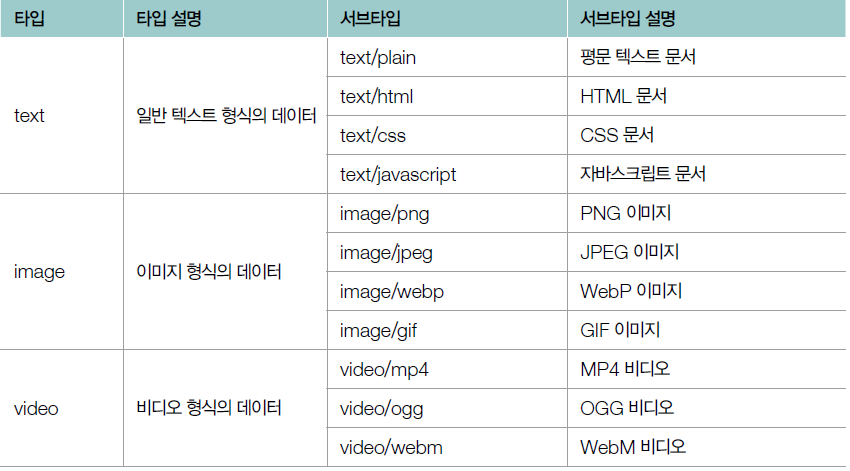 타입 타입 설명 서브타입 서브타입 설명
text 일반 텍스트 형식의 데이터 text/plain 평문 텍스트 문서
text/html HTML 문서
text/css CSS 문서
text/javascript 자바스크립트 문서
image 이미지 형식의 데이터 image/png PNG 이미지
image/jpeg JPEG 이미지
image/webp WebP 이미지
image/gif GIF 이미지
video 비디오 형식의 데이터 video/mp4 MP4 비디오
video/ogg OGG 비디오
video/webm WebM 비디오